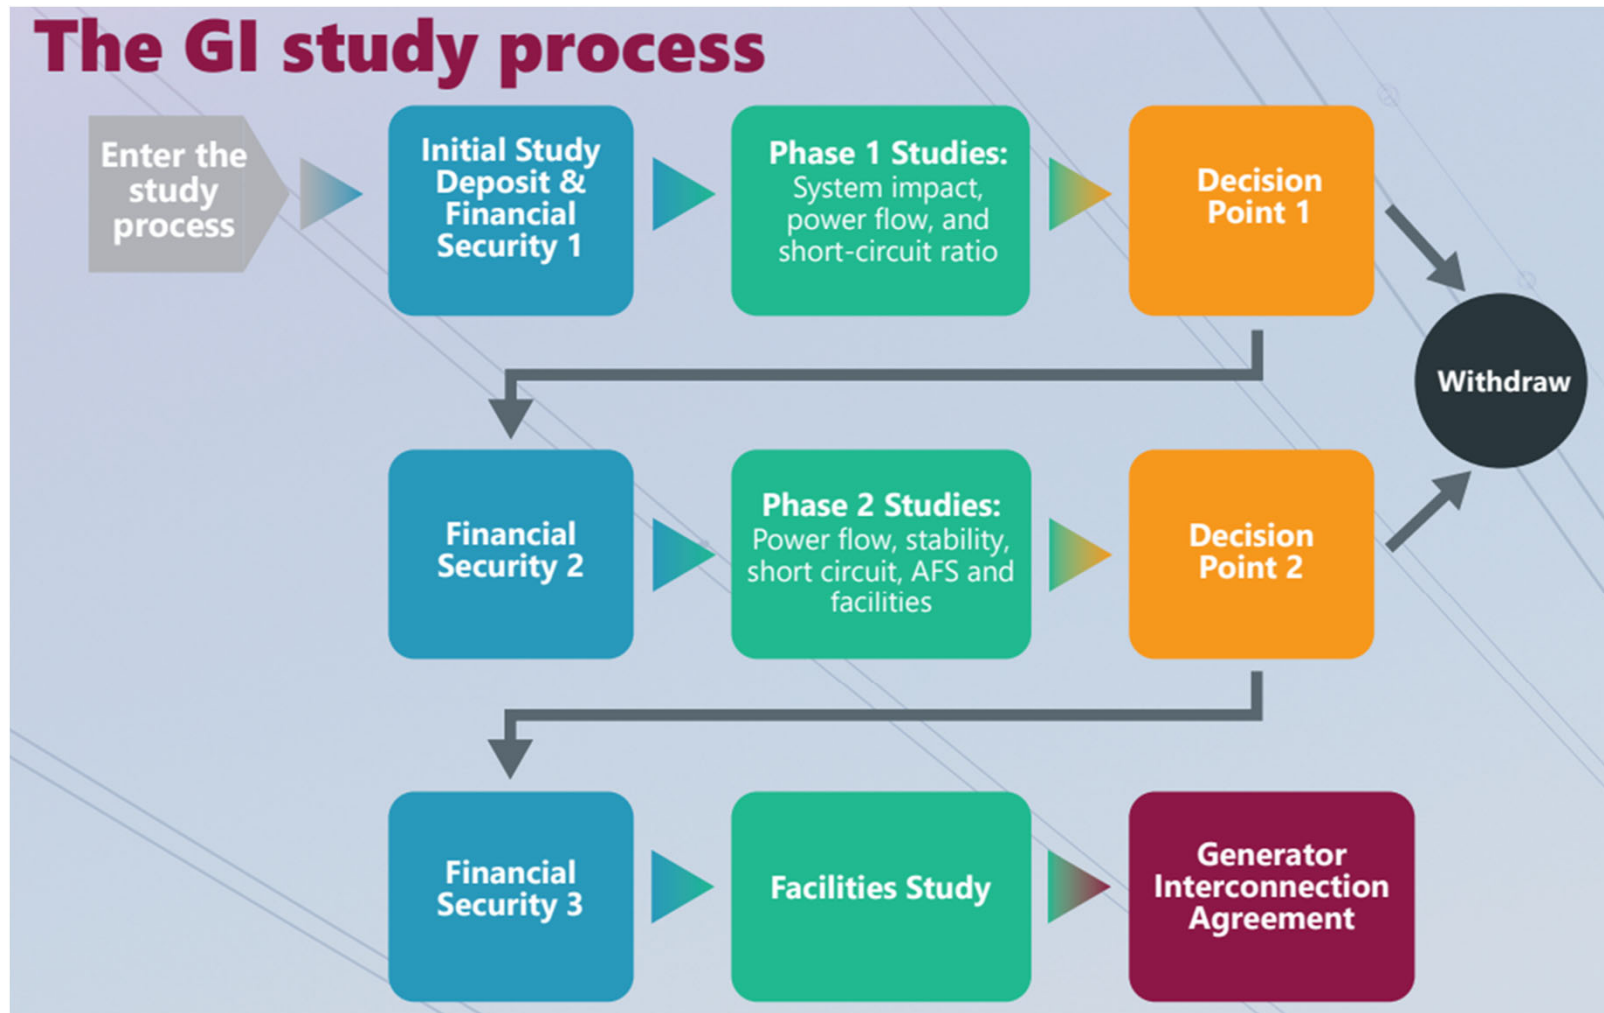 The GI study process
Enter the
study
process
Initial Study
Deposit &
Financial
Security 1
Phase 1 Studies:
System impact,
power flow, and
short-circuit ratio
Decision
Point 1
Withdraw
Financial
Security 2
Phase 2 Studies:
Power flow, stability,
short circuit, AFS and
facilities
Decision
Point 2
Financial
Security 3
Facilities Study
Generator
Interconnection
Agreement